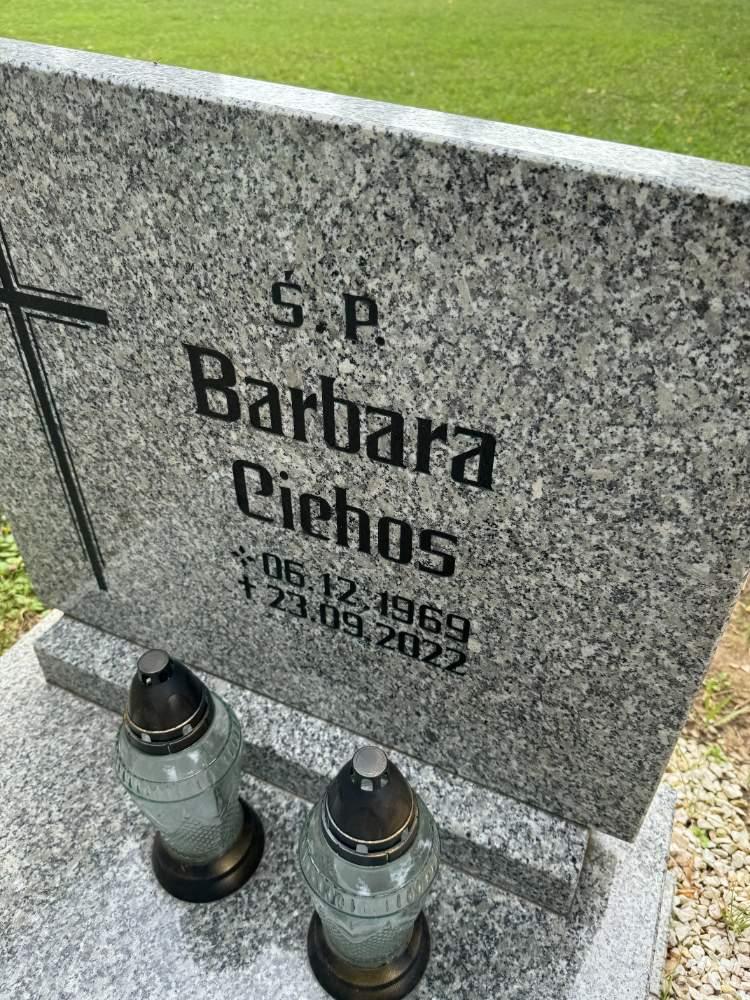 Ś.P.
Barbara
Ciehos
* 06.12.1969
† 23.09.2022